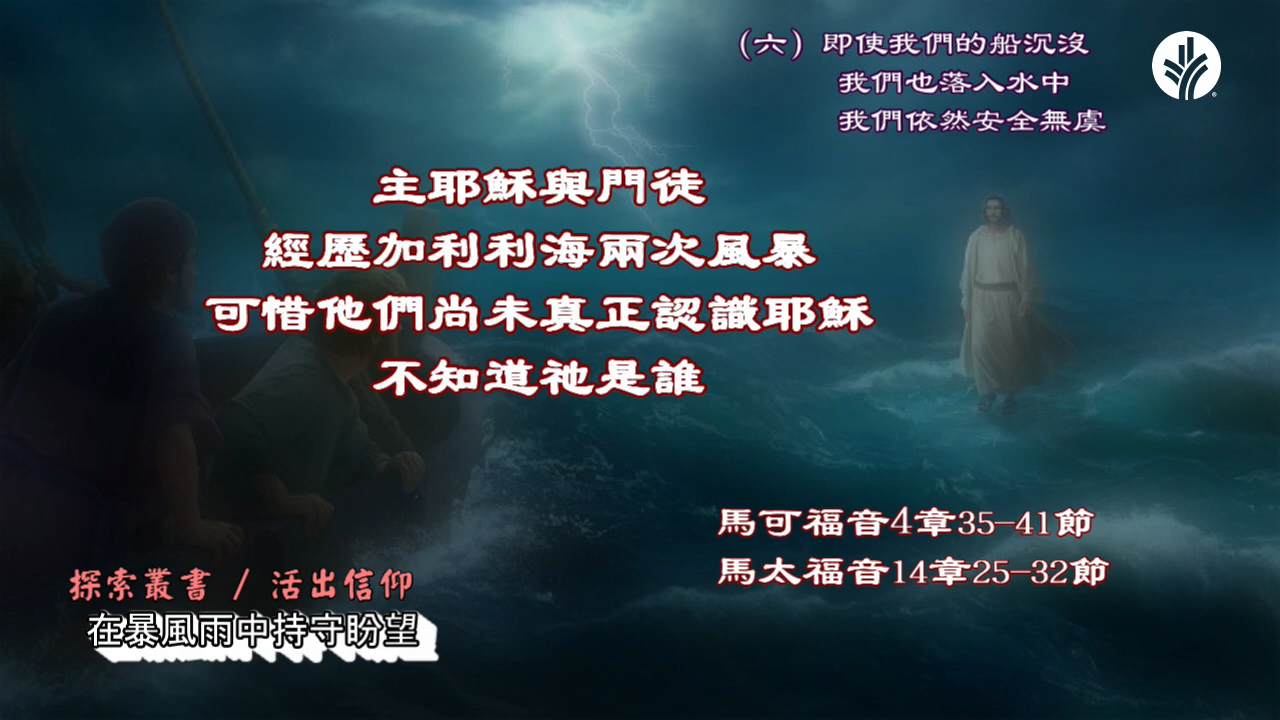 （六）即使我們的船沉沒
我們也落入水中
我們依然安全無虞
主耶穌與門徒
經歷加利利海兩次風暴
可惜他們尚未真正認識耶穌
不知道祂是誰
馬可福音4章35-41節
馬太福音14章25-32節
探索叢書 / 活出信仰
在暴風雨中持守盼望